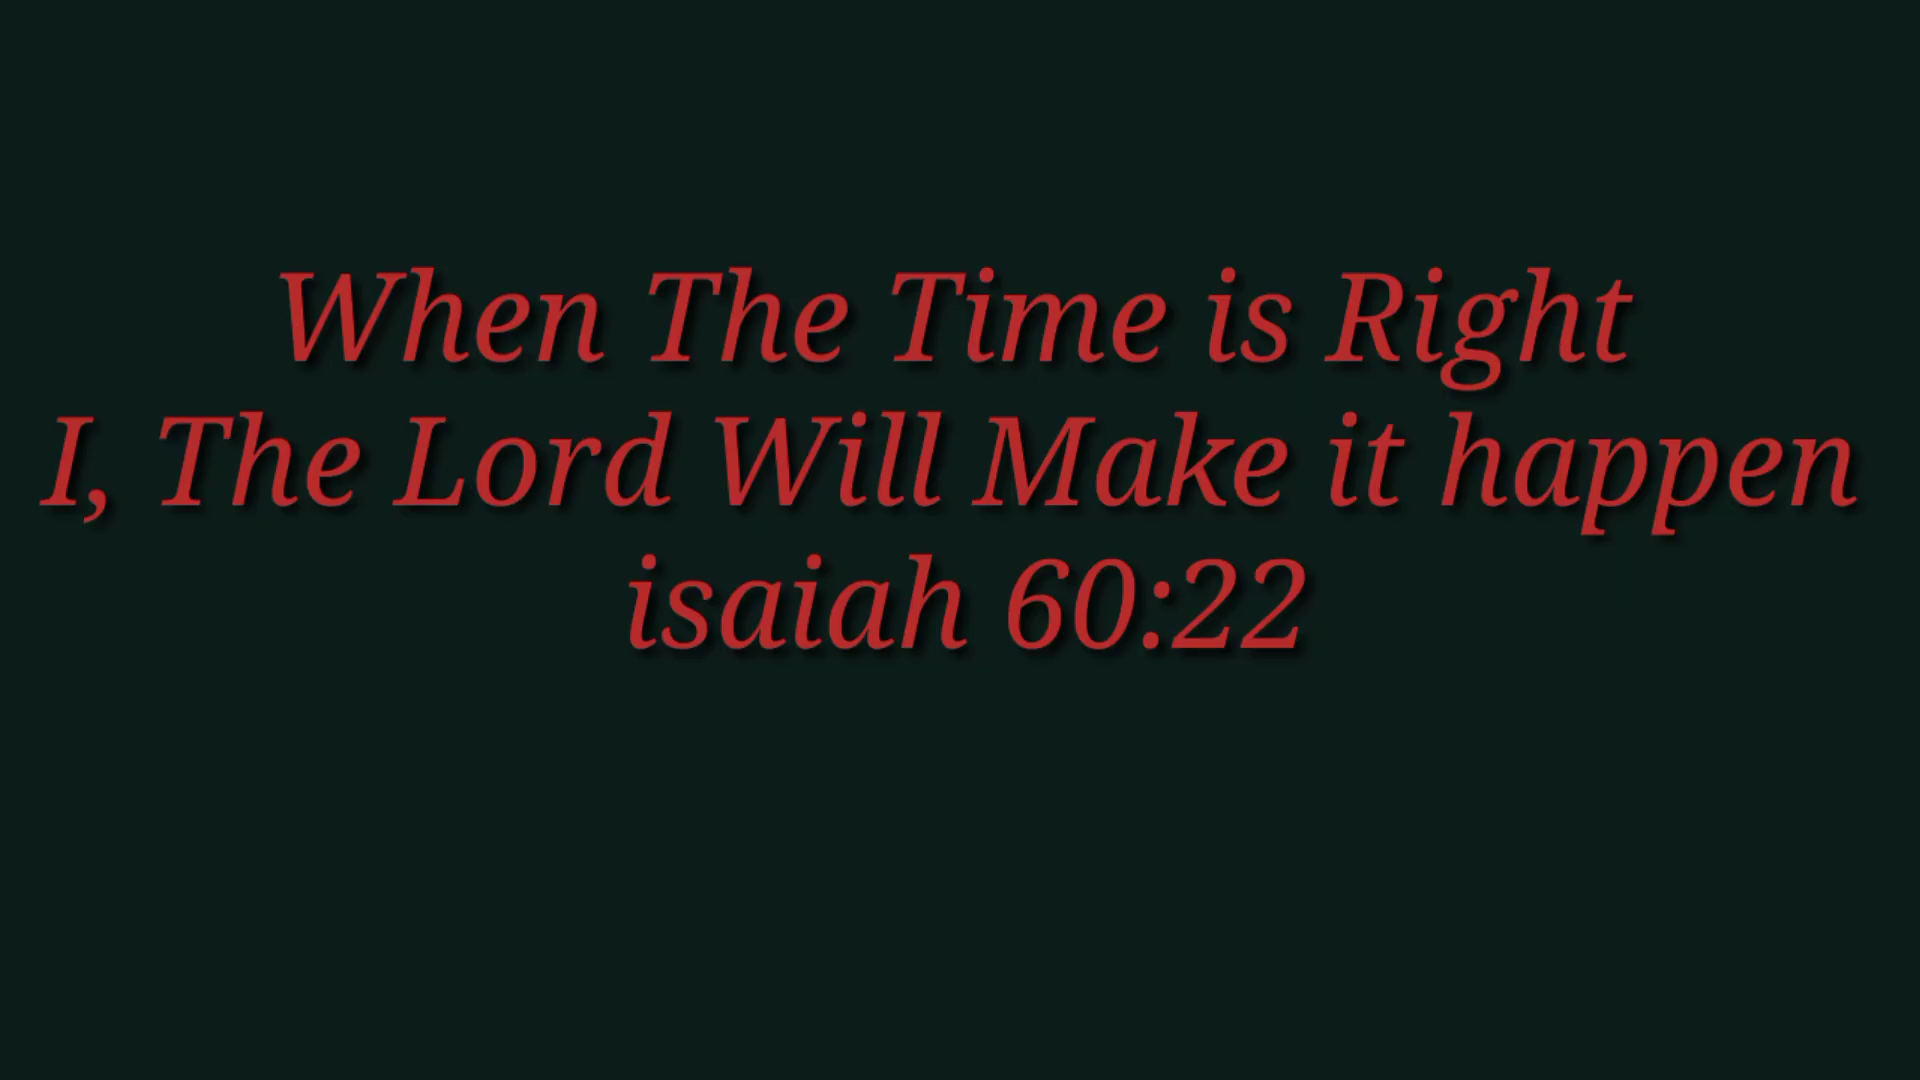 When The Time is Right
I, The Lord Will Make it happen
isaiah 60:22